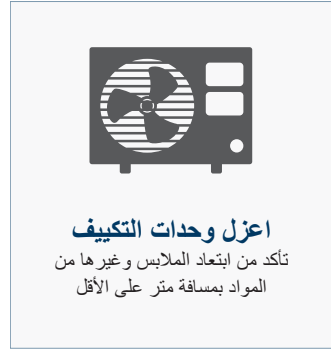 اعزل وحدات التكييف
تأكد من ابتعاد الملابس وغيرها من
المواد بمسافة متر على الأقل